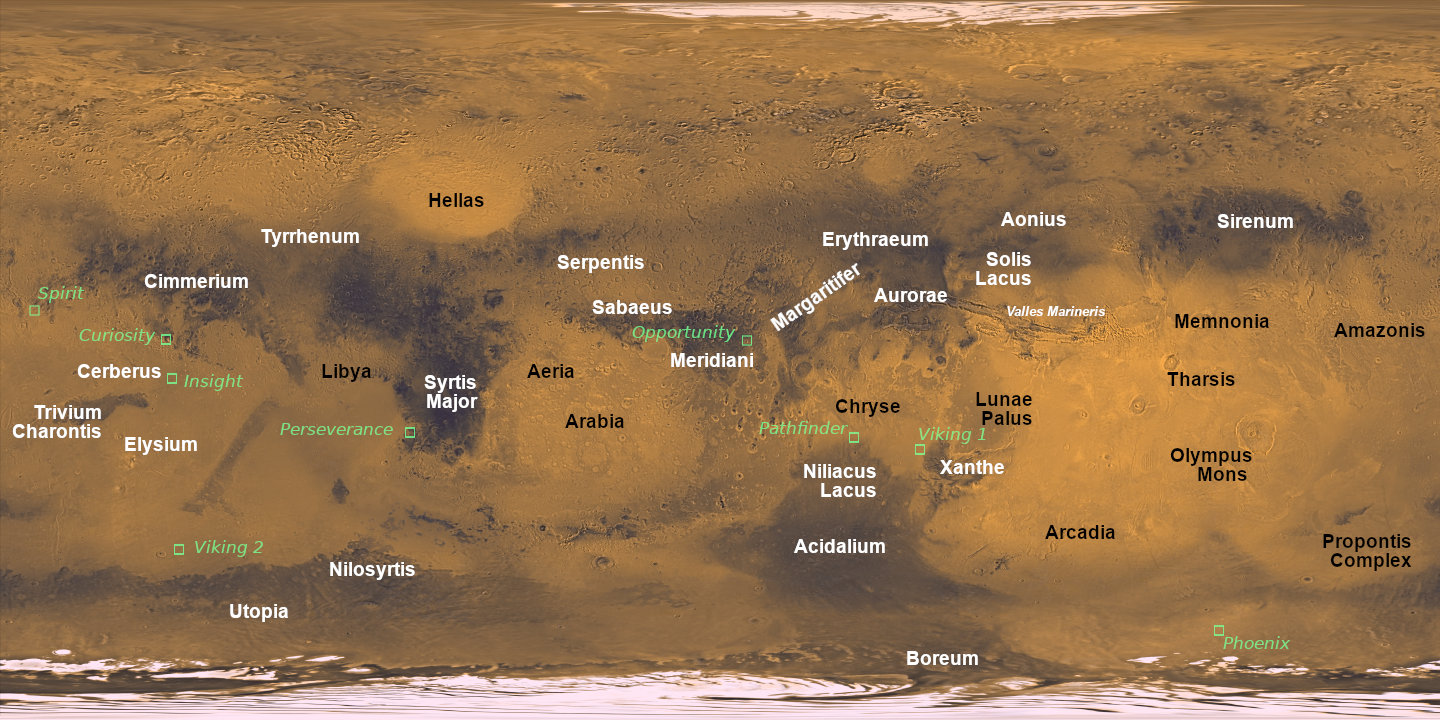 Hellas
Aonius
Sirenum
Tyrrhenum
Erythraeum
Serpentis
Solis
Lacus
Cimmerium
Margaritifer
Spirit
Aurorae
Sabaeus
Valles Marineris
Memnonia
Amazonis
Curiosity
Opportunity
Meridiani
Cerberus
Insight
Libya
Aeria
Tharsis
Syrtis
Major
Lunae
Palus
Chryse
Trivium
Charontis
Arabia
Perseverance
Pathfinder
Viking 1
Elysium
Olympus
Mons
Xanthe
Niliacus
Lacus
Arcadia
Viking 2
Acidalium
Propontis
Complex
Nilosyrtis
Utopia
Phoenix
Boreum